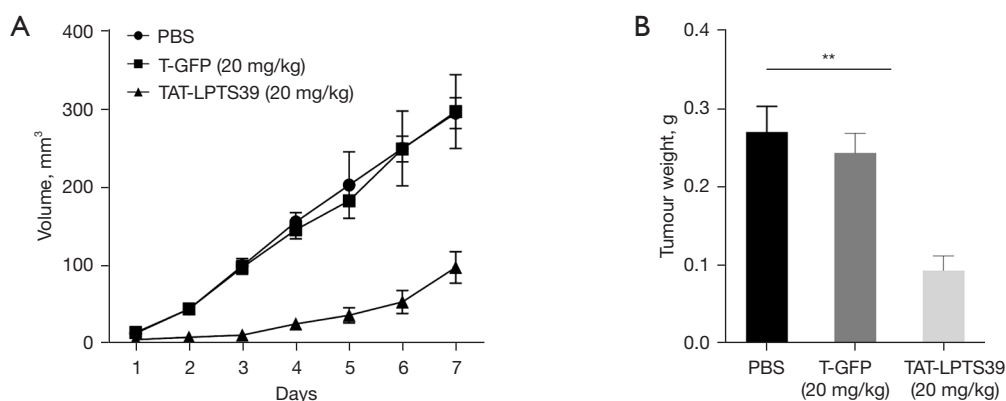 A
Volume, mm³
400
300
200
100
0
PBS
T-GFP (20 mg/kg)
TAT-LPTS39 (20 mg/kg)
1 2 3 4 5 6 7
Days
B
Tumour weight, g
0.4
0.3
0.2
0.1
0.0
**
PBS T-GFP TAT-LPTS39
(20 mg/kg) (20 mg/kg)